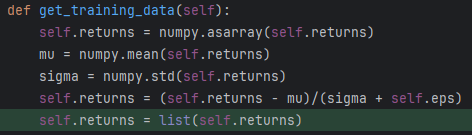 def get_training_data(self):
    self.returns = numpy.asarray(self.returns)
    mu = numpy.mean(self.returns)
    sigma = numpy.std(self.returns)
    self.returns = (self.returns - mu)/(sigma + self.eps)
    self.returns = list(self.returns)